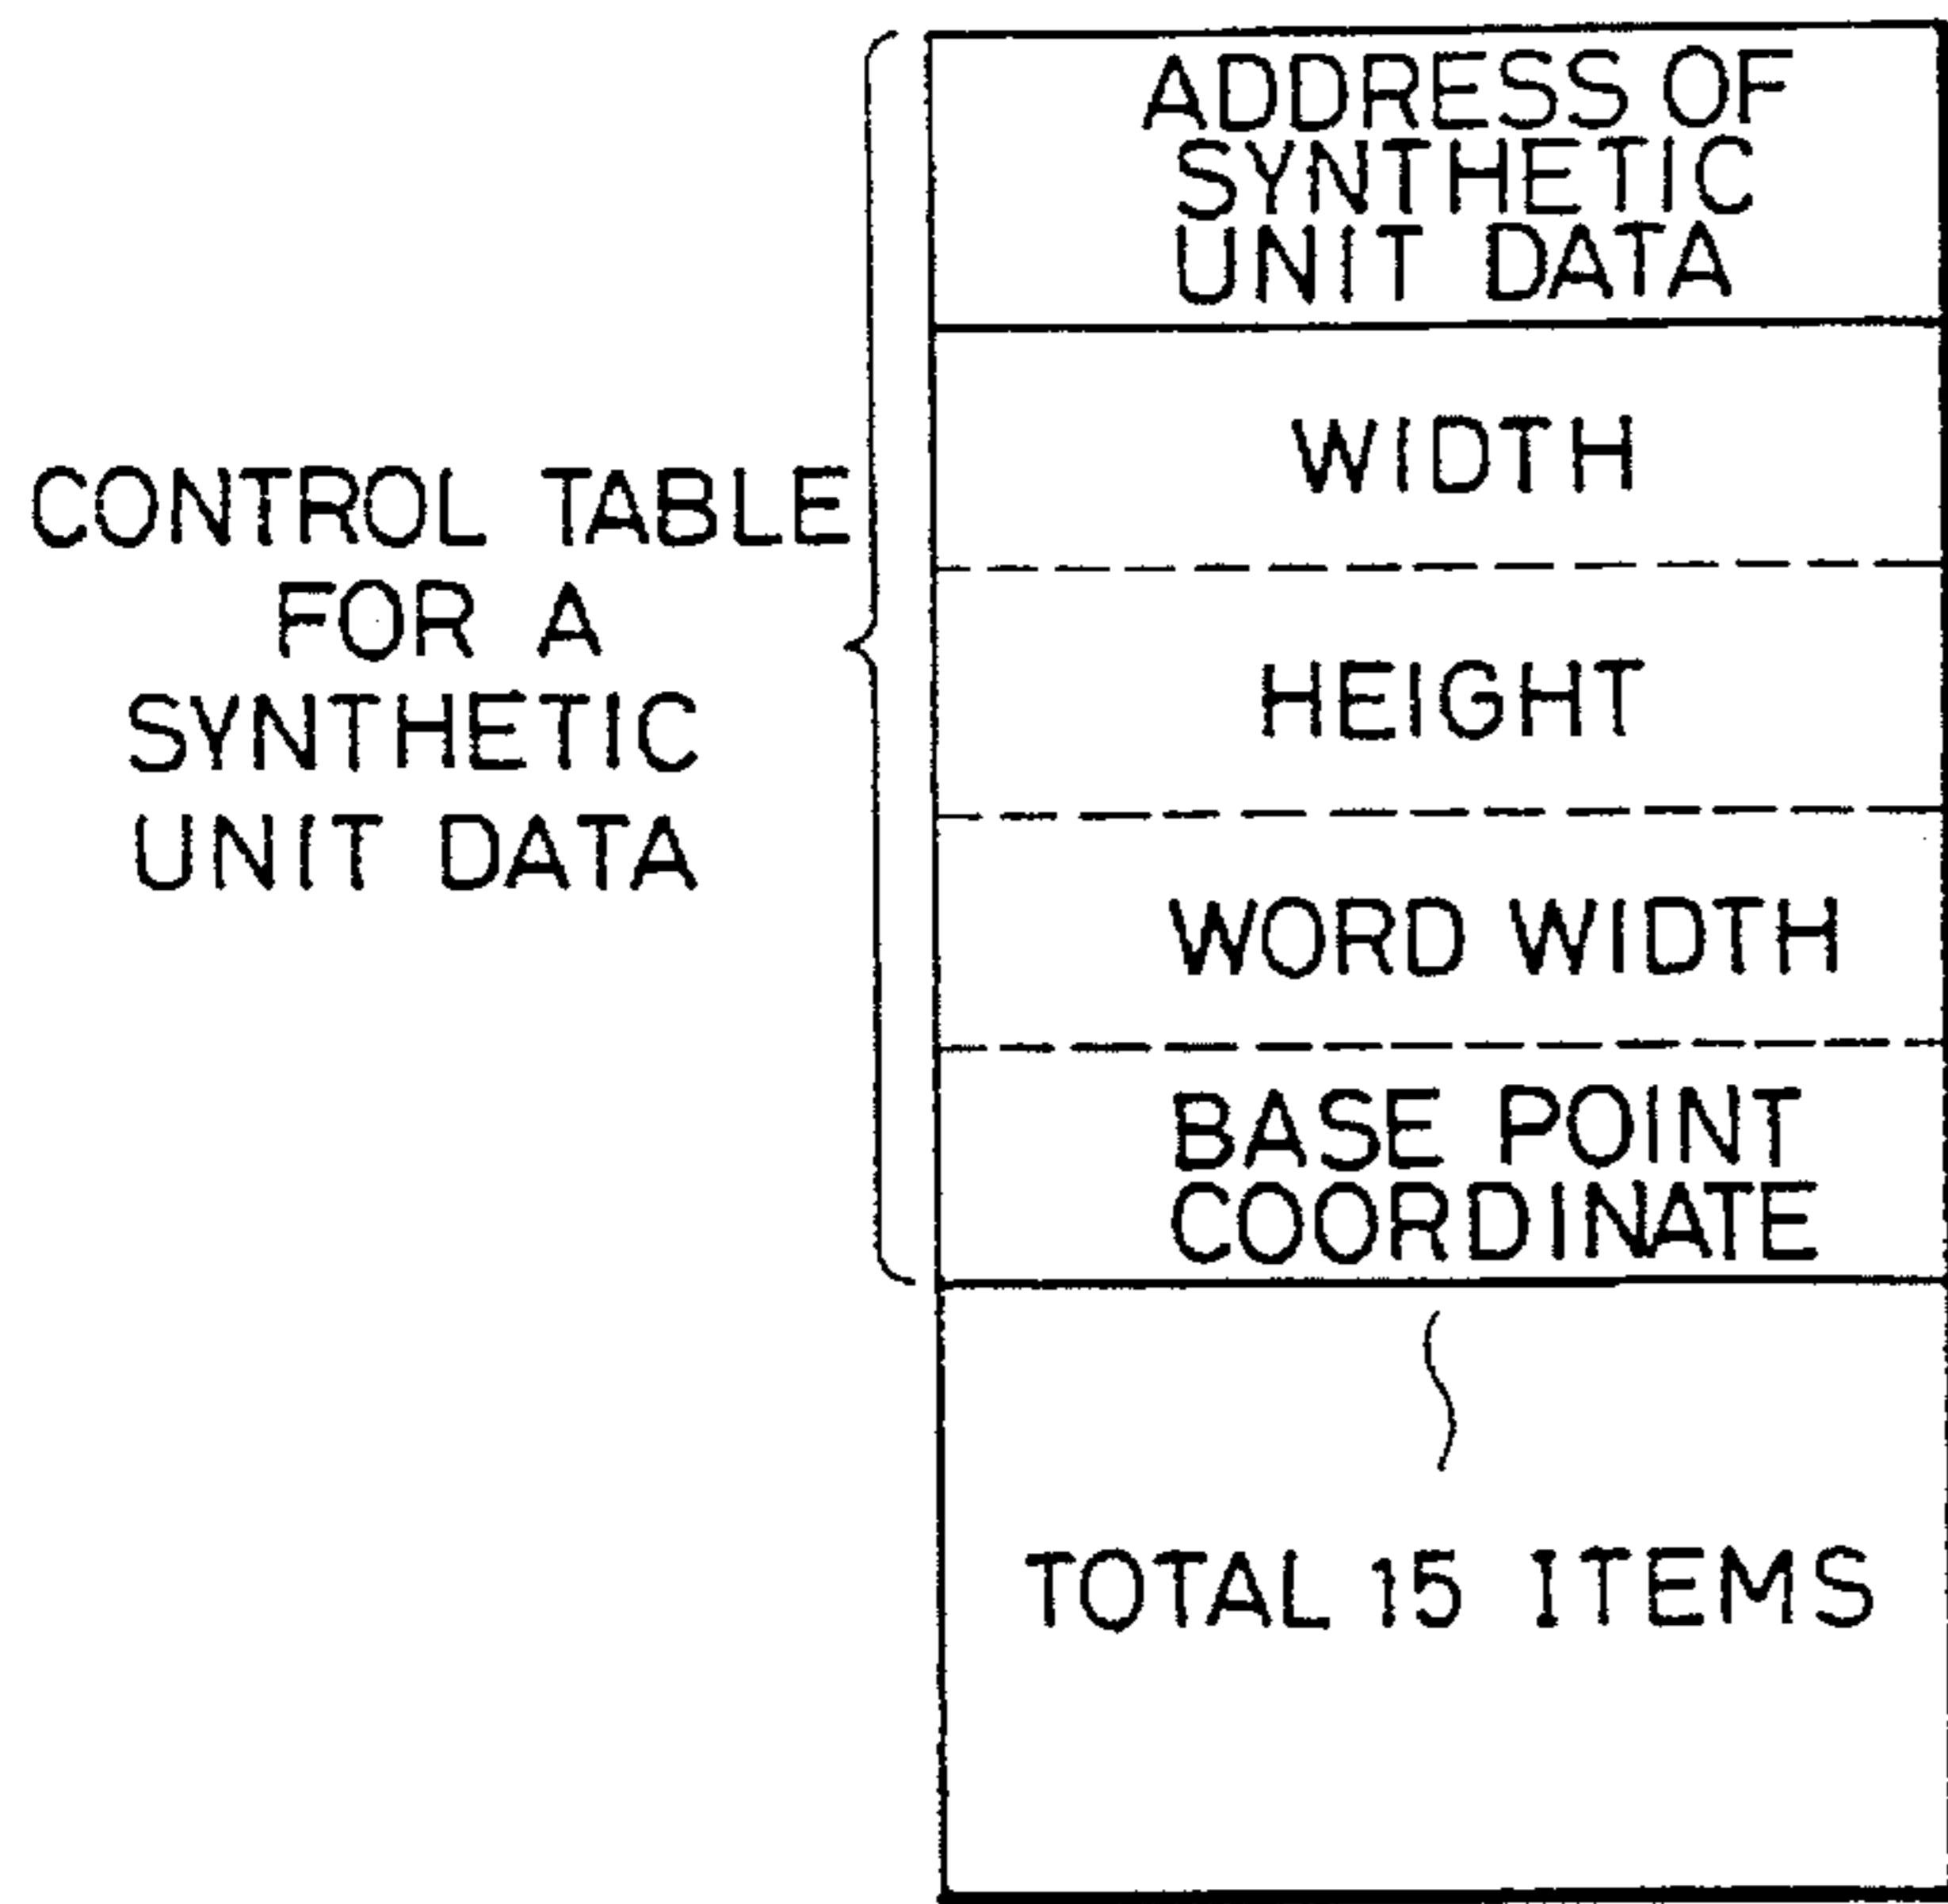 CONTROL TABLE
FOR A
SYNTHETIC
UNIT DATA
ADDRESS OF
SYNTHETIC
UNIT DATA
WIDTH
HEIGHT
WORD WIDTH
BASE POINT
COORDINATE
TOTAL 15 ITEMS